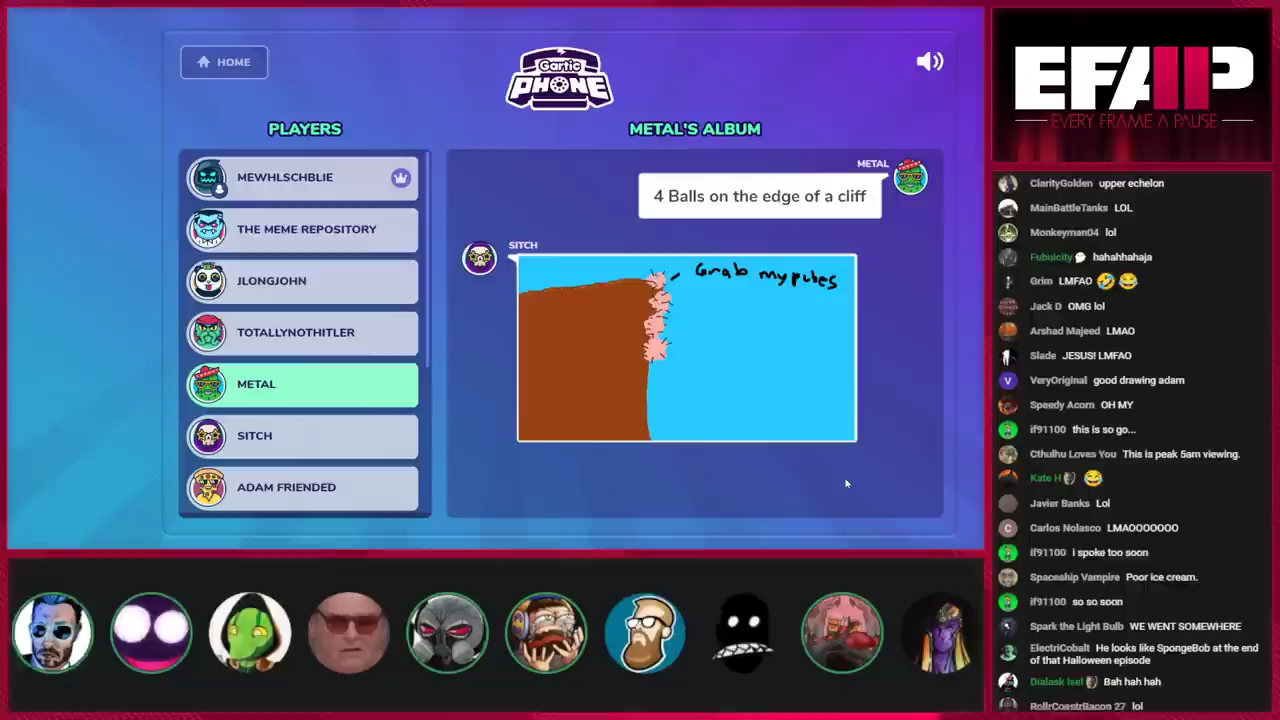 HOME
Gartic
PHONE
PLAYERS
METAL'S ALBUM
MEWHLSCHBLIE
THE MEME REPOSITORY
JLONGJOHN
TOTALLYNOTHITLER
METAL
SITCH
ADAM FRIENDED
METAL
4 Balls on the edge of a cliff
SITCH
Grab my pubes
EFAP
EVERY FRAME A PAUSE
ClarityGolden upper echelon
MainBattleTanks LOL
Monkeyman04 lol
Fubulcity hahahhahaja
Grim LMFAO 🤣 😂
Jack D OMG lol
Arshad Majeed LMAO
Slade JESUS! LMFAO
V VeryOriginal good drawing adam
Speedy Acorn OH MY
if91100 this is so go...
Cthulhu Loves You This is peak 5am viewing.
Kate H 😂
Javier Banks Lol
C Carlos Nolasco LMAOOOOOOO
if91100 i spoke too soon
Spaceship Vampire Poor ice cream.
if91100 so so soon
Spark the Light Bulb WE WENT SOMEWHERE
ElectriCobalt He looks like SpongeBob at the end
of that Halloween episode
Dialask Isel Bah hah hah
RollrCoastrBacon 27 lol